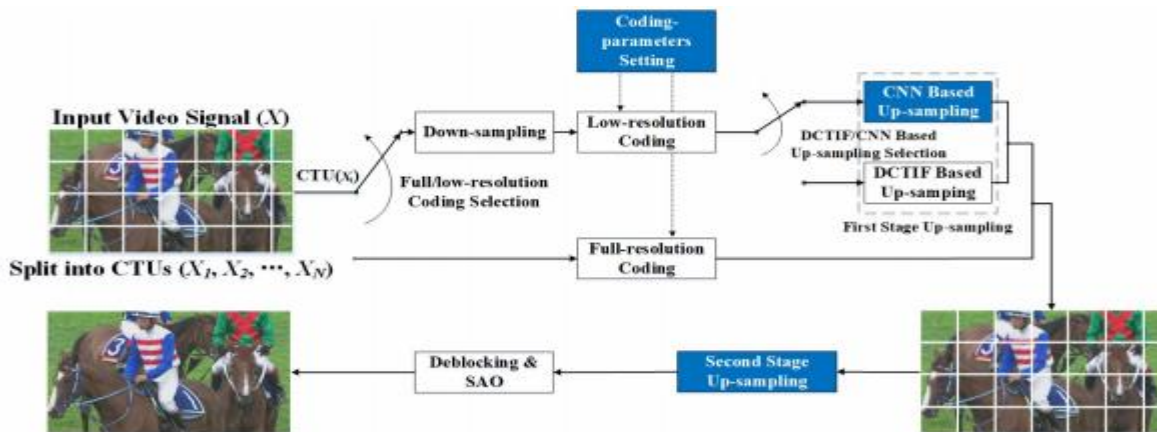 Coding-
parameters
Setting
Input Video Signal (X)
CTU(Xi)
Full/low-resolution
Coding Selection
Down-sampling
Low-resolution
Coding
DCTIF/CNN Based
Up-sampling Selection
CNN Based
Up-sampling
DCTIF Based
Up-samping
First Stage Up-sampling
Full-resolution
Coding
Split into CTUs (X1, X2, ···, XN)
Deblocking &
SAO
Second Stage
Up-sampling